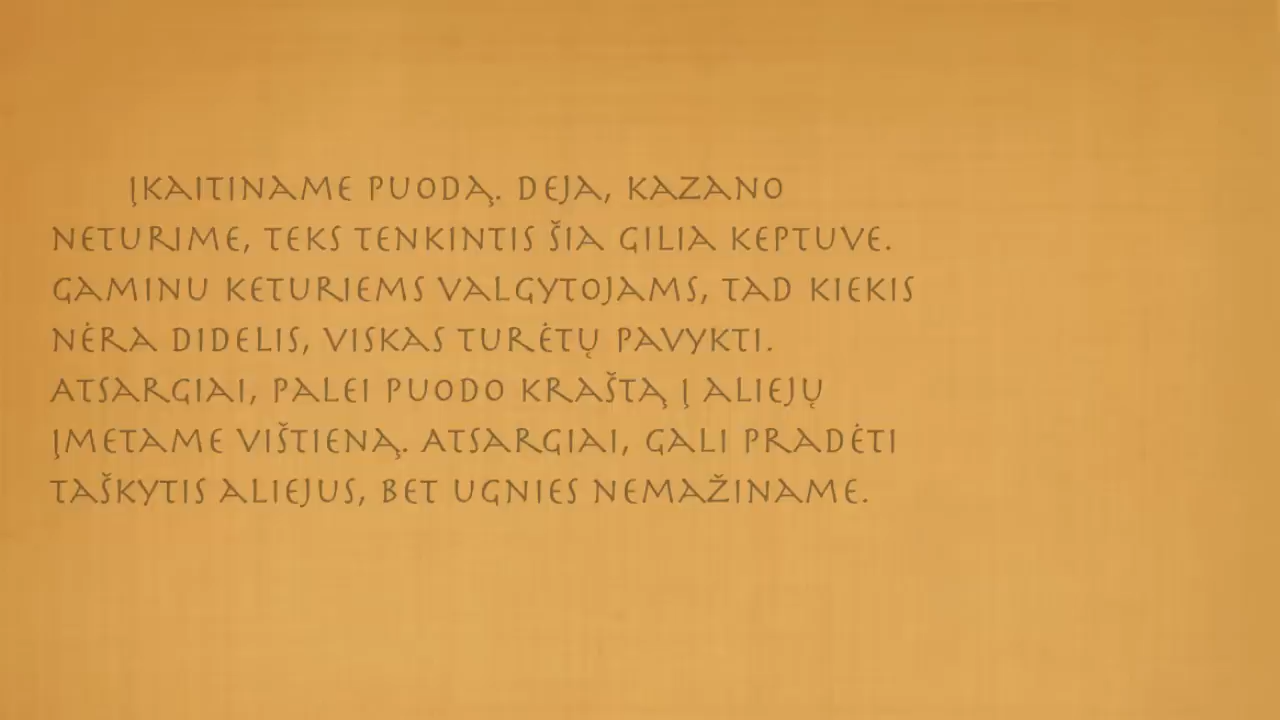 ĮKAITINAME PUODĄ. DEJA, KAZANO
NETURIME, TEKS TENKINTIS ŠIA GILIA KEPTUVE.
GAMINU KETURIEMS VALGYTOJAMS, TAD KIEKIS
NĖRA DIDELIS, VISKAS TURĖTŲ PAVYKTI.
ATSARGIAI, PALEI PUODO KRAŠTĄ Į ALIEJŲ
ĮMETAME VIŠTIENĄ. ATSARGIAI, GALI PRADĖTI
TAŠKYTIS ALIEJUS, BET UGNIES NEMAŽINAME.